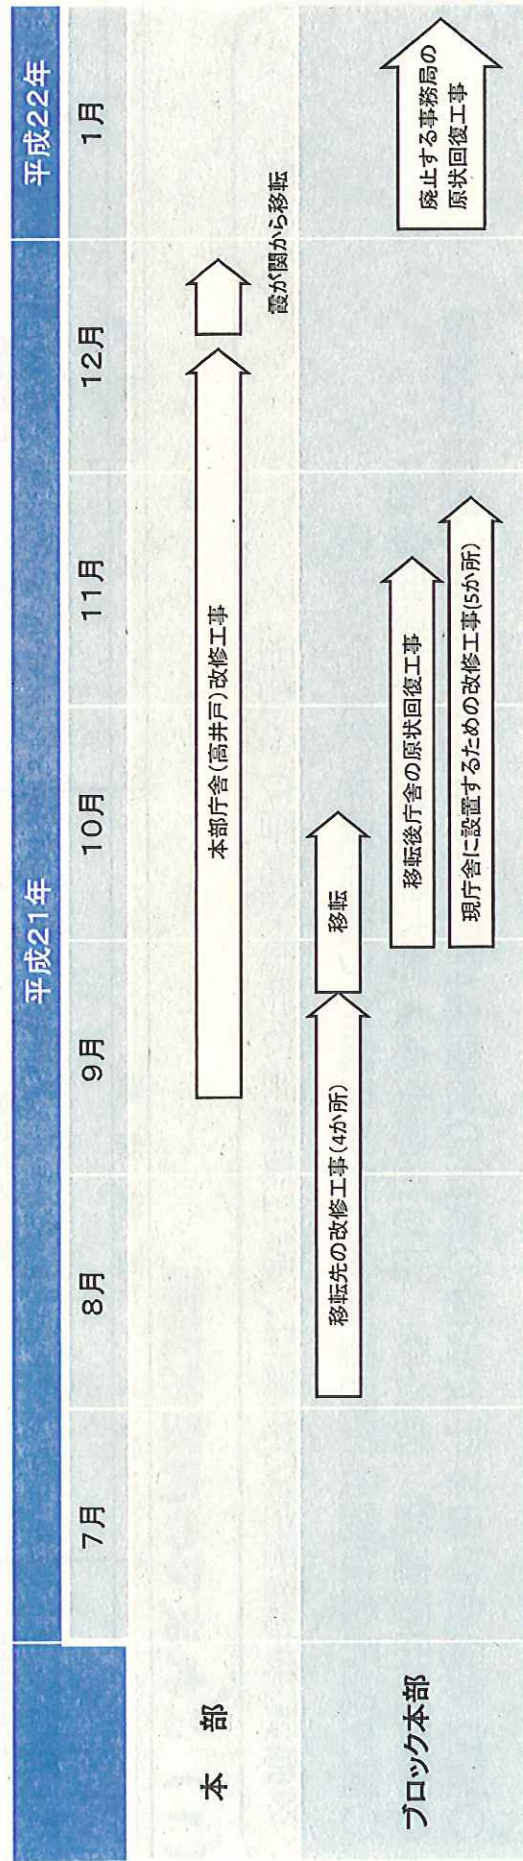 平成21年
平成22年
7月
8月
9月
10月
11月
12月
1月
本　部
本部庁舎(高井戸)改修工事
霞が関から移転
ブロック本部
移転先の改修工事(4か所)
移転
移転後庁舎の原状回復工事
現庁舎に設置するための改修工事(5か所)
廃止する事務局の
原状回復工事